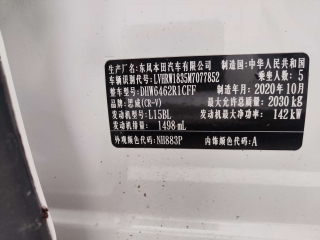 生产厂名：东风本田汽车有限公司 制造国：中华人民共和国
车辆识别代号：LVHRW1835M7077852 乘坐人数：5
轿车型号：DHW6462R1CFF 制造年月：2020年10月
品牌：思威(CR-V) 最大允许总质量：2030 kg
发动机型号：L15BL 发动机最大净功率：142 kW
发动机排量：1498 mL
外观颜色代码：NH883P 内饰颜色代码：A